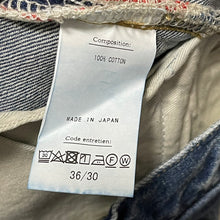 Composition:
100% COTTON
MADE IN JAPAN
Code entretien:
36/30